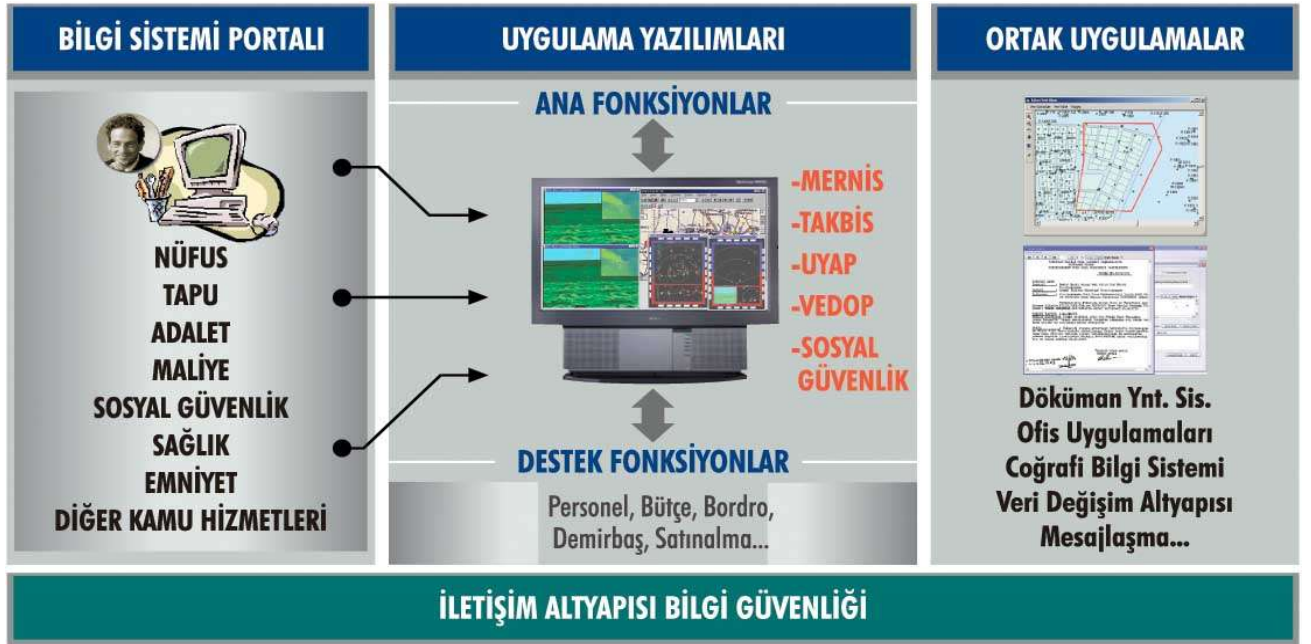 BİLGİ SİSTEMİ PORTALI
NÜFUS
TAPU
ADALET
MALİYE
SOSYAL GÜVENLİK
SAĞLIK
EMNİYET
DİĞER KAMU HİZMETLERİ
UYGULAMA YAZILIMLARI
ANA FONKSİYONLAR
-MERNİS
-TAKBİS
-UYAP
-VEDOP
-SOSYAL
GÜVENLİK
DESTEK FONKSİYONLAR
Personel, Bütçe, Bordro,
Demirbaş, Satınalma...
ORTAK UYGULAMALAR
Döküman Ynt. Sis.
Ofis Uygulamaları
Coğrafi Bilgi Sistemi
Veri Değişim Altyapısı
Mesajlaşma...
İLETİŞİM ALTYAPISI BİLGİ GÜVENLİĞİ